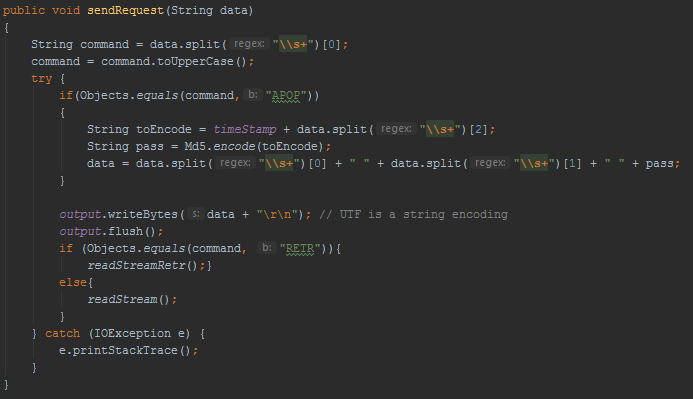 public void sendRequest(String data)
{
    String command = data.split( regex: "\\s+")[0];
    command = command.toUpperCase();
    try {
        if(Objects.equals(command, b: "APOP"))
        {
            String toEncode = timeStamp + data.split( regex: "\\s+")[2];
            String pass = Md5.encode(toEncode);
            data = data.split( regex: "\\s+")[0] + " " + data.split( regex: "\\s+")[1] + " " + pass;
        }
        output.writeBytes( s: data + "\r\n"); // UTF is a string encoding
        output.flush();
        if (Objects.equals(command, b: "RETR")){
            readStreamRetr();}
        else{
            readStream();
        }
    } catch (IOException e) {
        e.printStackTrace();
    }
}